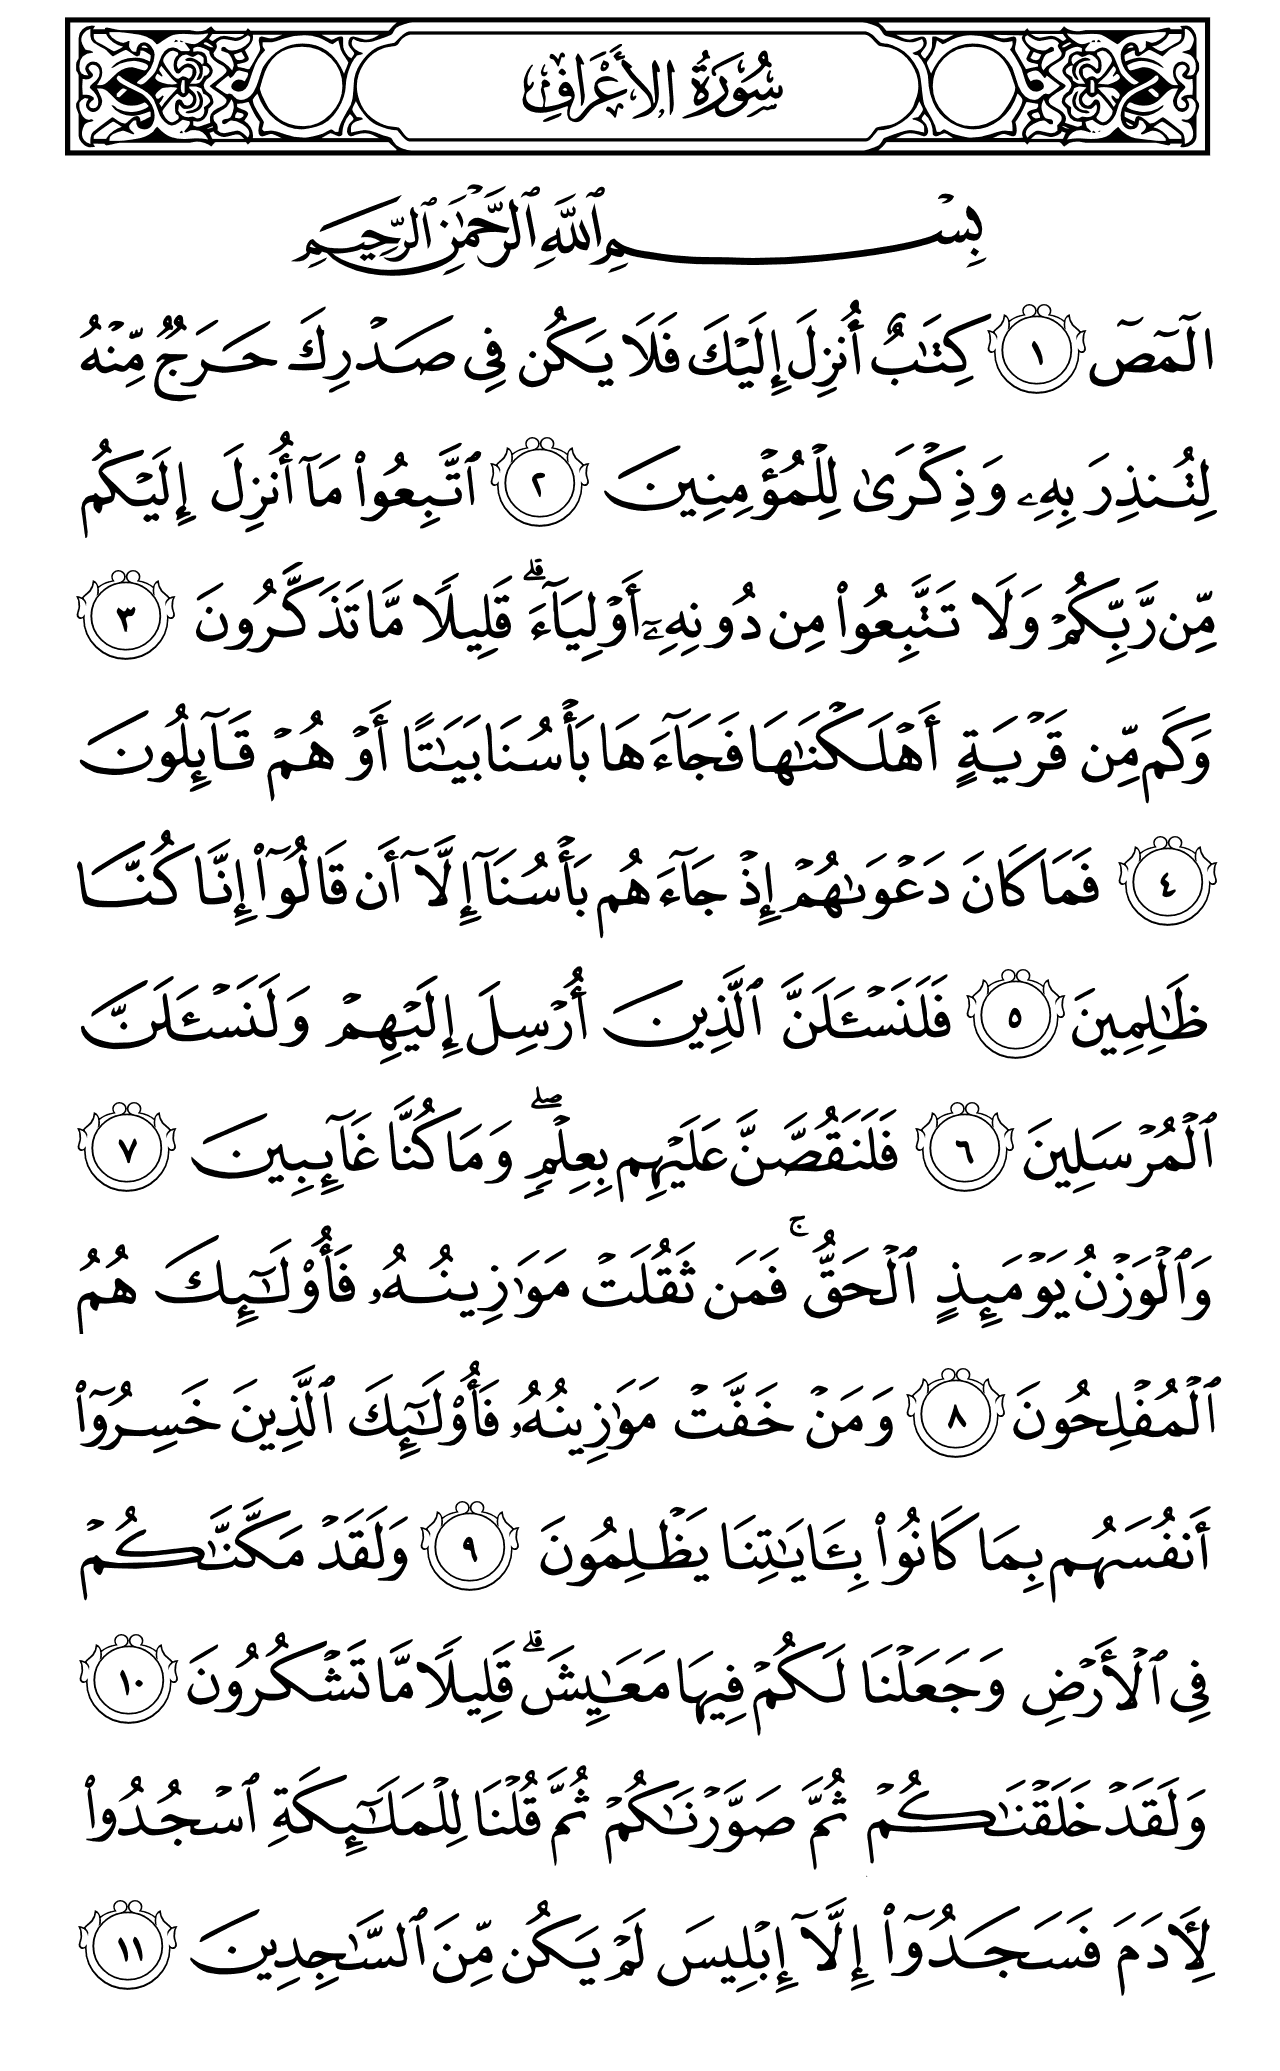 سُورَةُ الأَعْرَافِ
بِسْمِ ٱللَّهِ ٱلرَّحْمَٰنِ ٱلرَّحِيمِ
الٓمٓصٓ ١ كِتَٰبٌ أُنزِلَ إِلَيْكَ فَلَا يَكُن فِى صَدْرِكَ حَرَجٌ مِّنْهُ
لِتُنذِرَ بِهِۦ وَذِكْرَىٰ لِلْمُؤْمِنِينَ ٢ ٱتَّبِعُوا۟ مَآ أُنزِلَ إِلَيْكُم
مِّن رَّبِّكُمْ وَلَا تَتَّبِعُوا۟ مِن دُونِهِۦٓ أَوْلِيَآءَ ۗ قَلِيلًا مَّا تَذَكَّرُونَ ٣
وَكَم مِّن قَرْيَةٍ أَهْلَكْنَٰهَا فَجَآءَهَا بَأْسُنَا بَيَٰتًا أَوْ هُمْ قَآئِلُونَ
٤ فَمَا كَانَ دَعْوَىٰهُمْ إِذْ جَآءَهُم بَأْسُنَآ إِلَّآ أَن قَالُوٓا۟ إِنَّا كُنَّا
ظَٰلِمِينَ ٥ فَلَنَسْـَٔلَنَّ ٱلَّذِينَ أُرْسِلَ إِلَيْهِمْ وَلَنَسْـَٔلَنَّ
ٱلْمُرْسَلِينَ ٦ فَلَنَقُصَّنَّ عَلَيْهِم بِعِلْمٍ ۖ وَمَا كُنَّا غَآئِبِينَ ٧
وَٱلْوَزْنُ يَوْمَئِذٍ ٱلْحَقُّ ۚ فَمَن ثَقُلَتْ مَوَٰزِينُهُۥ فَأُو۟لَٰٓئِكَ هُمُ
ٱلْمُفْلِحُونَ ٨ وَمَنْ خَفَّتْ مَوَٰزِينُهُۥ فَأُو۟لَٰٓئِكَ ٱلَّذِينَ خَسِرُوٓا۟
أَنفُسَهُم بِمَا كَانُوا۟ بِـَٔايَٰتِنَا يَظْلِمُونَ ٩ وَلَقَدْ مَكَّنَّٰكُمْ
فِى ٱلْأَرْضِ وَجَعَلْنَا لَكُمْ فِيهَا مَعَٰيِشَ ۗ قَلِيلًا مَّا تَشْكُرُونَ ١٠
وَلَقَدْ خَلَقْنَٰكُمْ ثُمَّ صَوَّرْنَٰكُمْ ثُمَّ قُلْنَا لِلْمَلَٰٓئِكَةِ ٱسْجُدُوا۟
لِـَٔادَمَ فَسَجَدُوٓا۟ إِلَّآ إِبْلِيسَ لَمْ يَكُن مِّنَ ٱلسَّٰجِدِينَ ١١